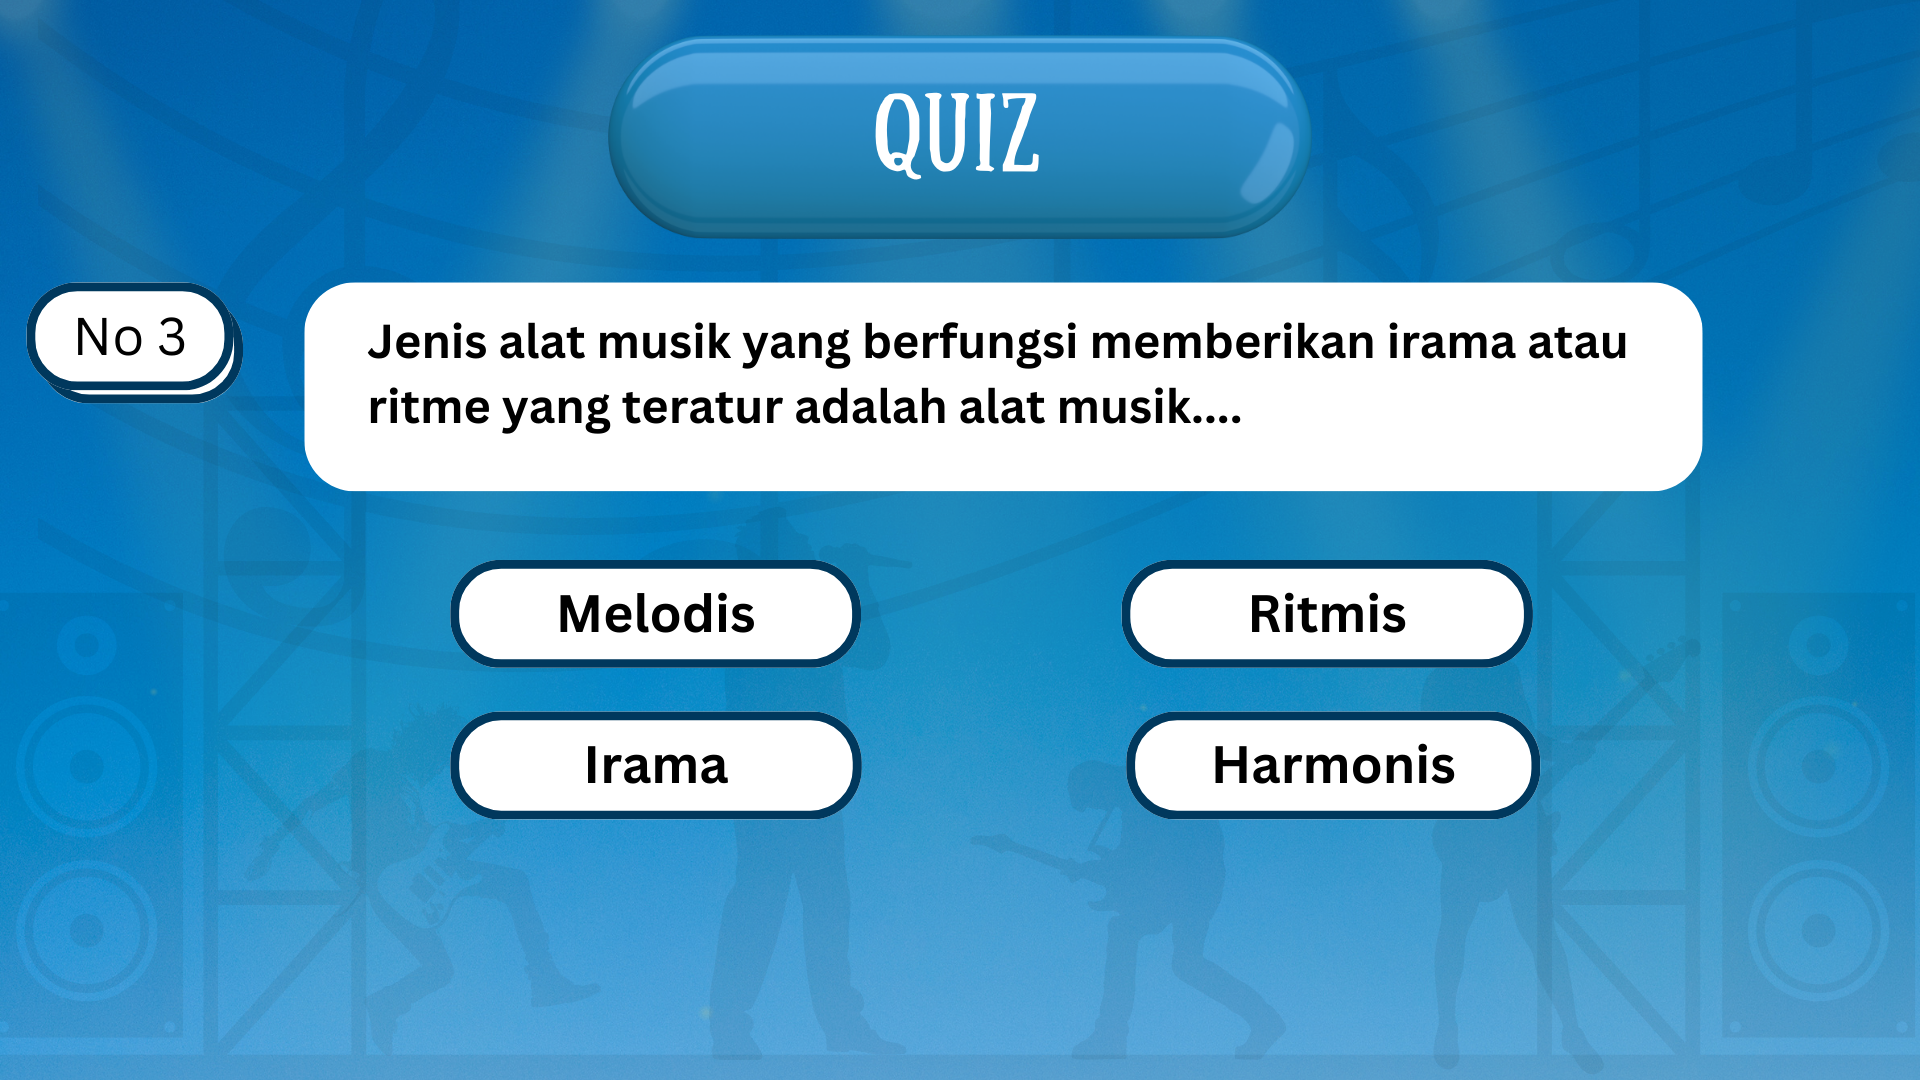 QUIZ
No 3
Jenis alat musik yang berfungsi memberikan irama atau
ritme yang teratur adalah alat musik....
Melodis
Ritmis
Irama
Harmonis